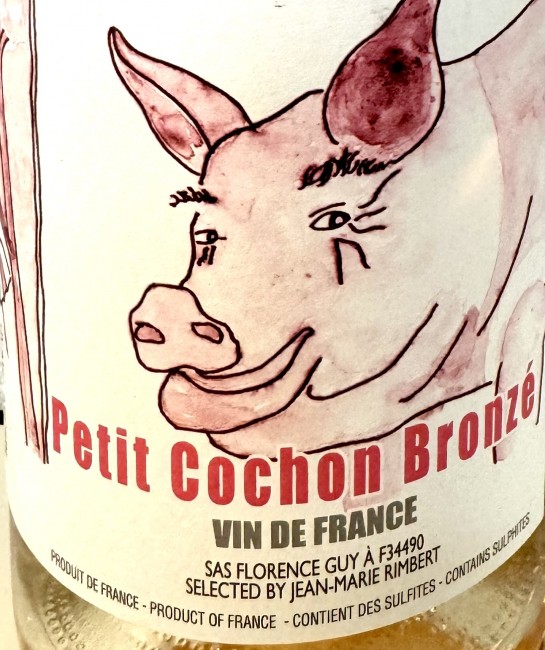 Petit Cochon Bronzé
VIN DE FRANCE
SAS FLORENCE GUY À F34490
SELECTED BY JEAN-MARIE RIMBERT
PRODUIT DE FRANCE - PRODUCT OF FRANCE - CONTIENT DES SULFITES - CONTAINS SULPHITES